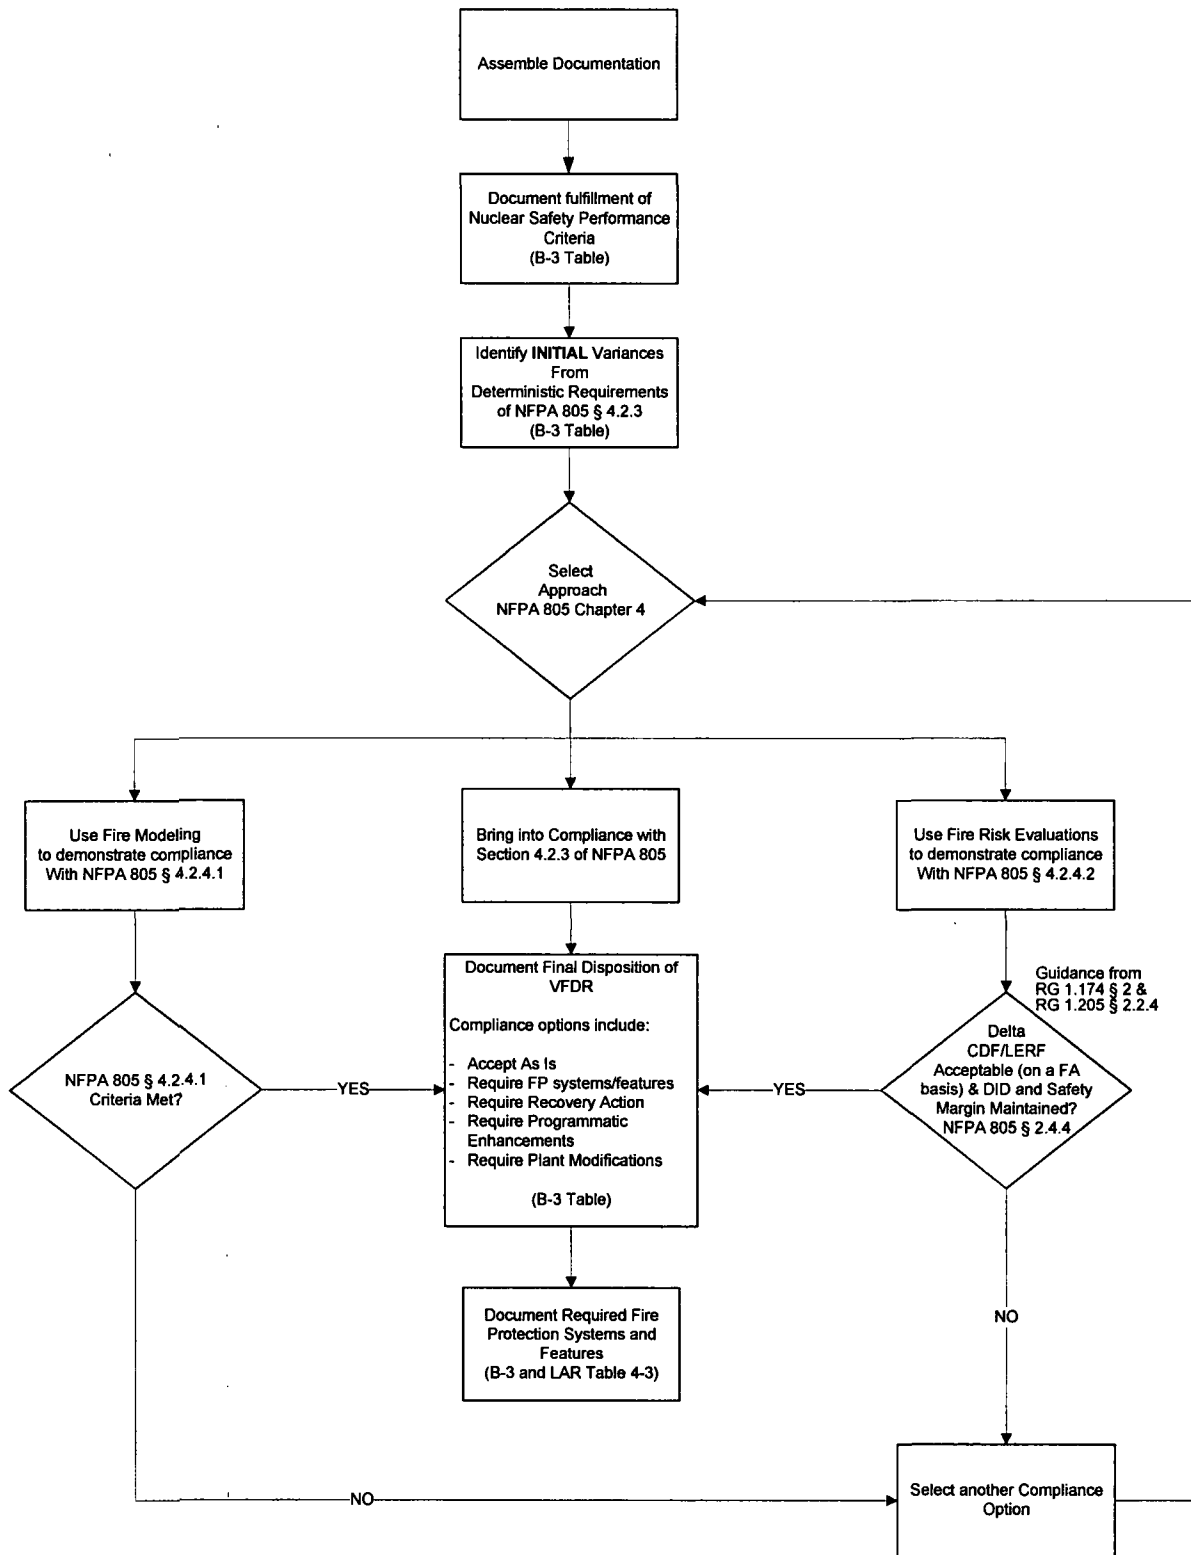 Assemble Documentation
Document fulfillment of
Nuclear Safety Performance
Criteria
(B-3 Table)
Identify INITIAL Variances
From
Deterministic Requirements
of NFPA 805 § 4.2.3
(B-3 Table)
Select
Approach
NFPA 805 Chapter 4
Use Fire Modeling
to demonstrate compliance
With NFPA 805 § 4.2.4.1
Bring into Compliance with
Section 4.2.3 of NFPA 805
Use Fire Risk Evaluations
to demonstrate compliance
With NFPA 805 § 4.2.4.2
NFPA 805 § 4.2.4.1
Criteria Met?
YES
Document Final Disposition of
VFDR
Compliance options include:
- Accept As Is
- Require FP systems/features
- Require Recovery Action
- Require Programmatic
Enhancements
- Require Plant Modifications
(B-3 Table)
YES
Guidance from
RG 1.174 § 2 &
RG 1.205 § 2.2.4
Delta
CDF/LERF
Acceptable (on a FA
basis) & DID and Safety
Margin Maintained?
NFPA 805 § 2.4.4
Document Required Fire
Protection Systems and
Features
(B-3 and LAR Table 4-3)
NO
NO
Select another Compliance
Option